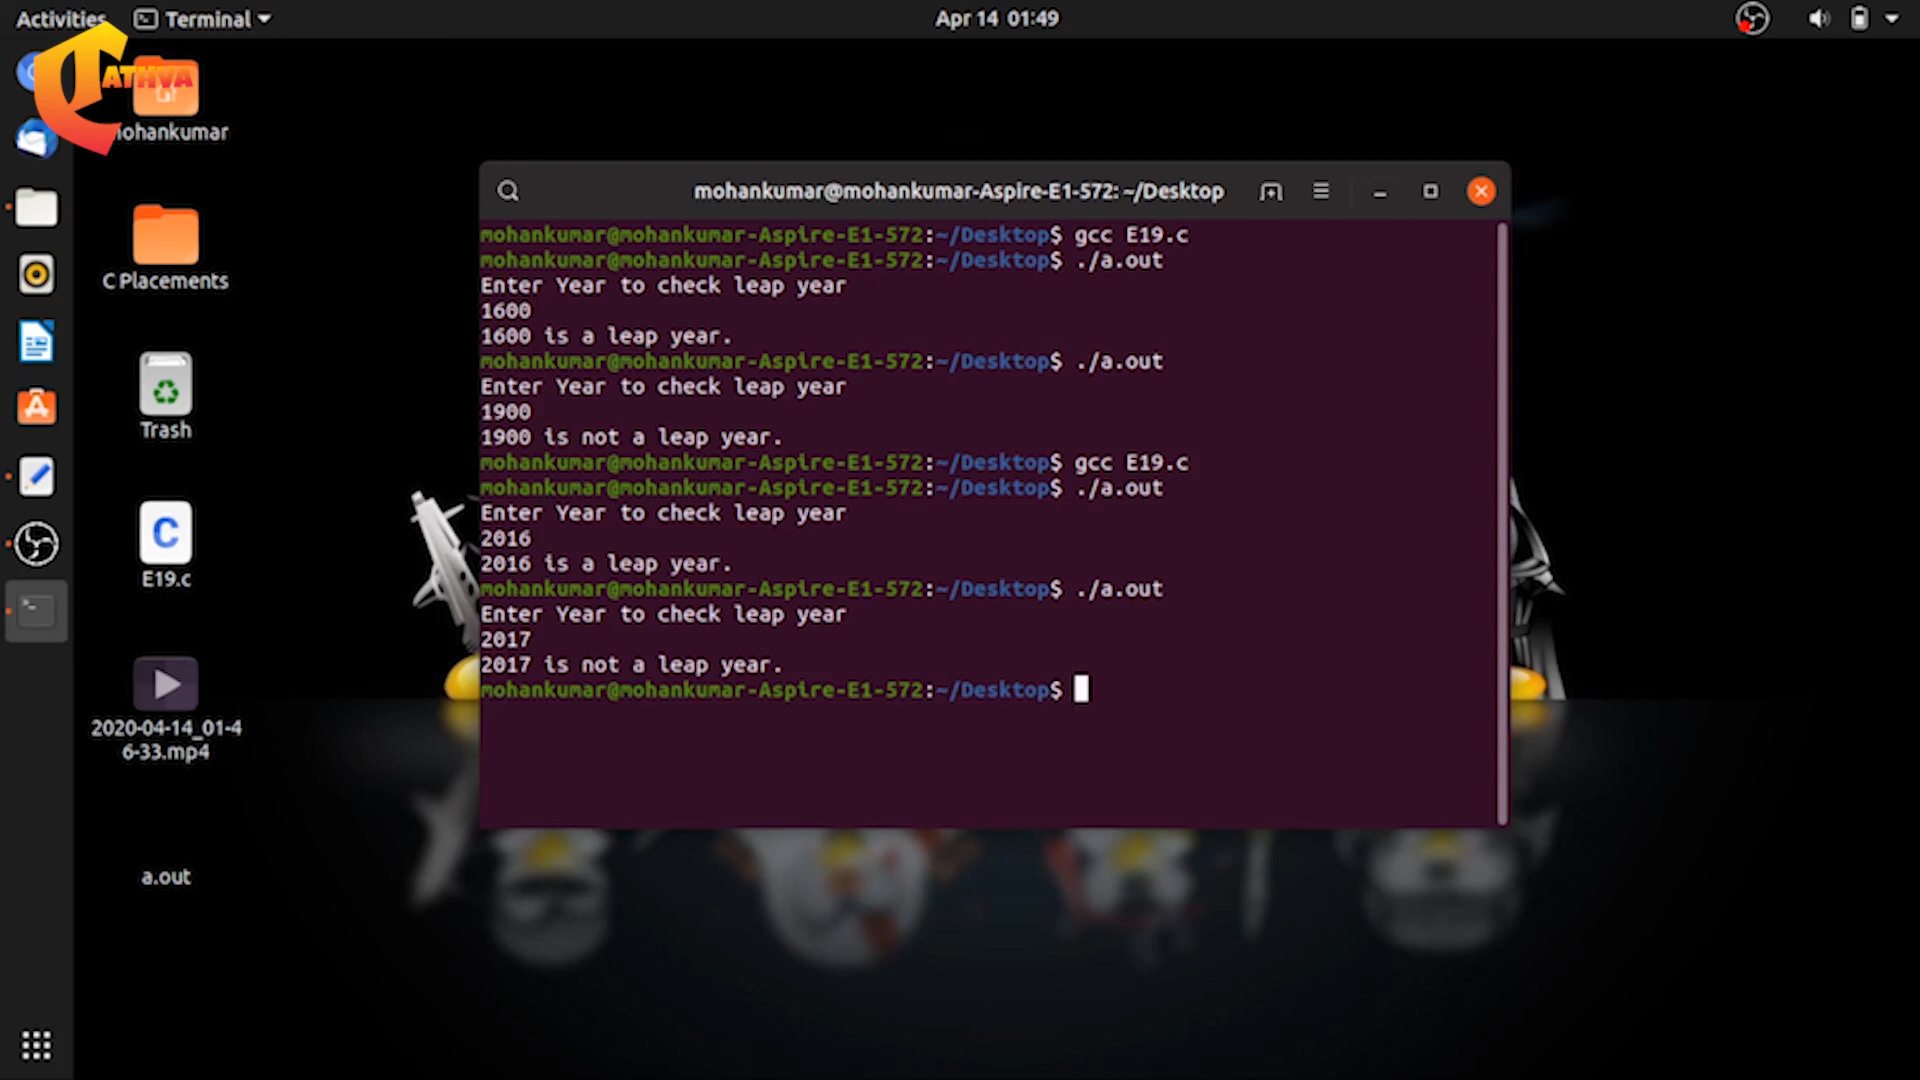 Activities
Terminal
Apr 14 01:49
CATHVA
mohankumar
C Placements
Trash
C
E19.c
2020-04-14_01-4
6-33.mp4
a.out
mohankumar@mohankumar-Aspire-E1-572: ~/Desktop
mohankumar@mohankumar-Aspire-E1-572:~/Desktop$ gcc E19.c
mohankumar@mohankumar-Aspire-E1-572:~/Desktop$ ./a.out
Enter Year to check leap year
1600
1600 is a leap year.
mohankumar@mohankumar-Aspire-E1-572:~/Desktop$ ./a.out
Enter Year to check leap year
1900
1900 is not a leap year.
mohankumar@mohankumar-Aspire-E1-572:~/Desktop$ gcc E19.c
mohankumar@mohankumar-Aspire-E1-572:~/Desktop$ ./a.out
Enter Year to check leap year
2016
2016 is a leap year.
mohankumar@mohankumar-Aspire-E1-572:~/Desktop$ ./a.out
Enter Year to check leap year
2017
2017 is not a leap year.
mohankumar@mohankumar-Aspire-E1-572:~/Desktop$